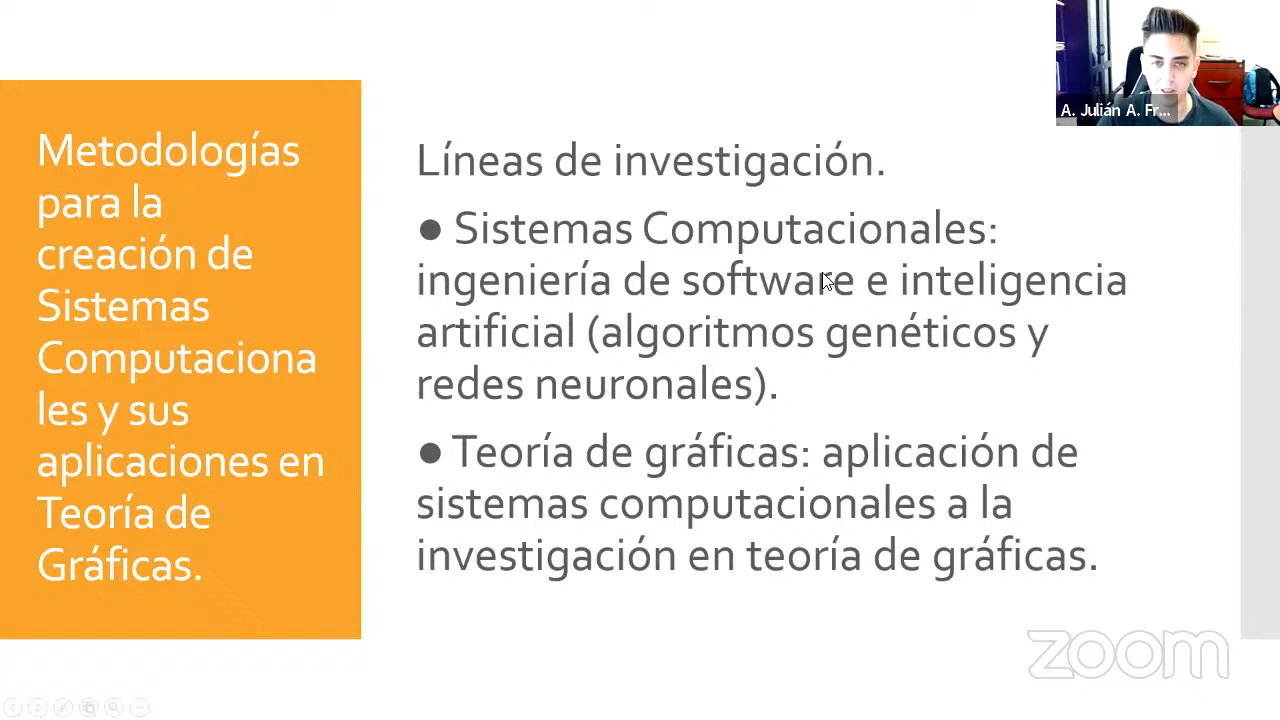 A. Julián A. Fr...
Metodologías
para la
creación de
Sistemas
Computaciona
les y sus
aplicaciones en
Teoría de
Gráficas.
Líneas de investigación.
● Sistemas Computacionales:
ingeniería de software e inteligencia
artificial (algoritmos genéticos y
redes neuronales).
● Teoría de gráficas: aplicación de
sistemas computacionales a la
investigación en teoría de gráficas.
zoom